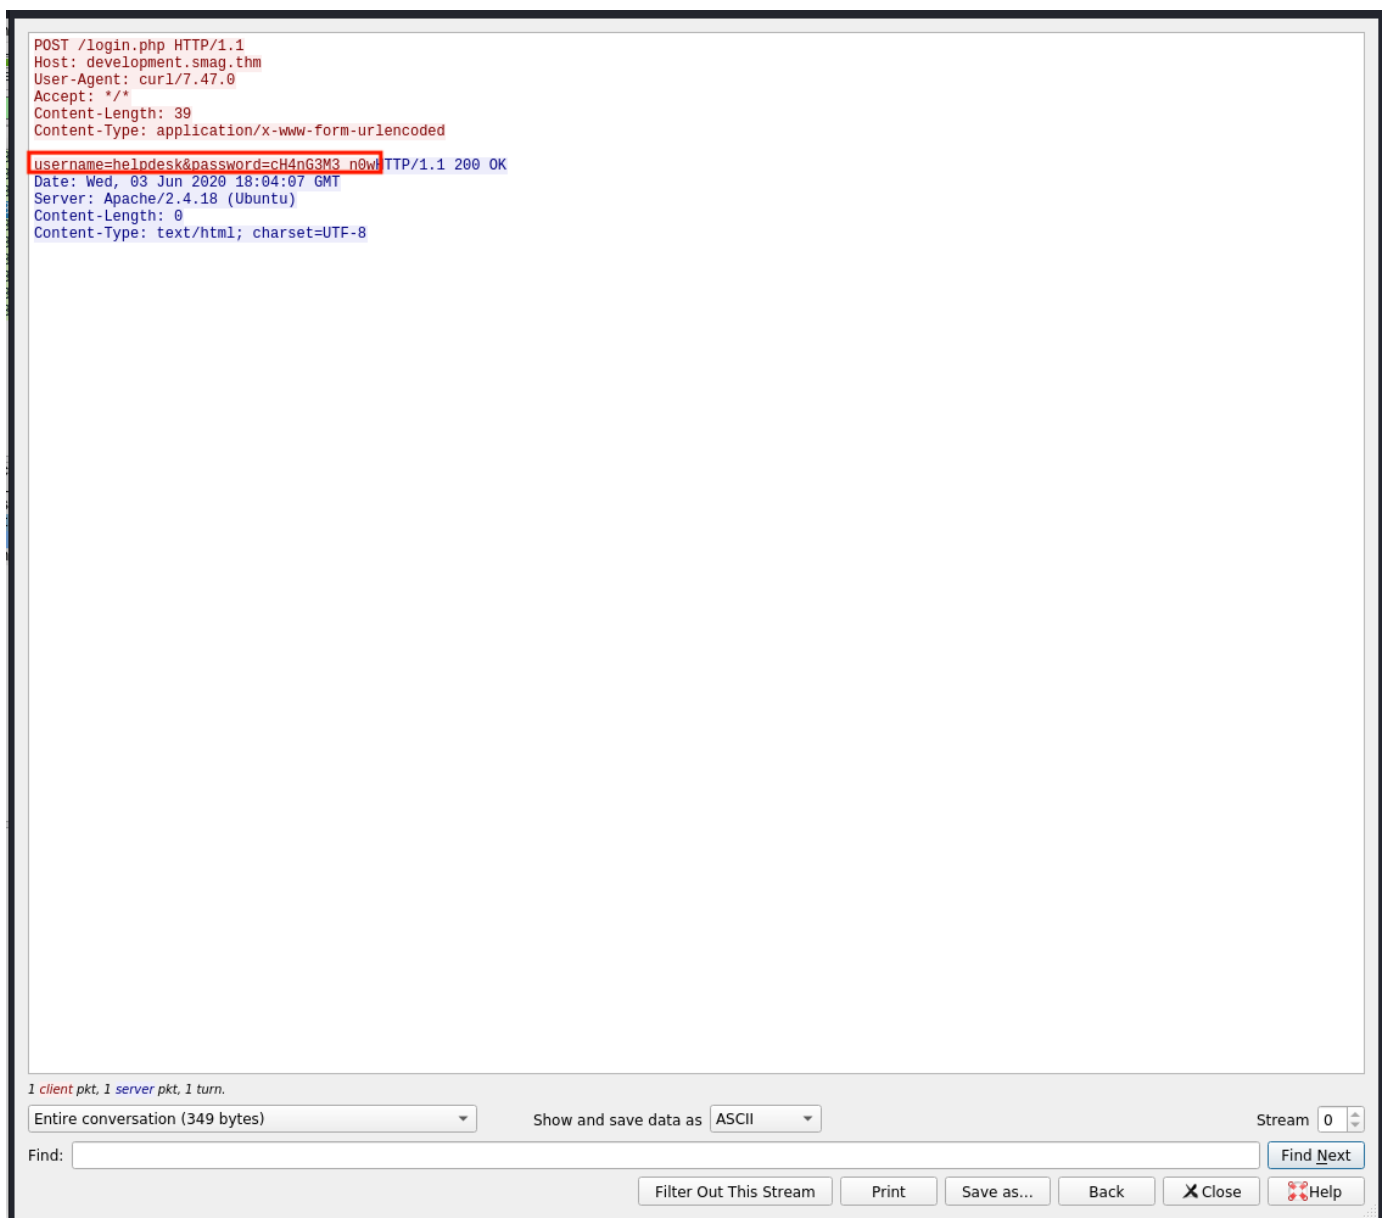 POST /login.php HTTP/1.1
Host: development.smag.thm
User-Agent: curl/7.47.0
Accept: */*
Content-Length: 39
Content-Type: application/x-www-form-urlencoded
username=helpdesk&password=cH4nG3M3_n0wHTTP/1.1 200 OK
Date: Wed, 03 Jun 2020 18:04:07 GMT
Server: Apache/2.4.18 (Ubuntu)
Content-Length: 0
Content-Type: text/html; charset=UTF-8
1 client pkt, 1 server pkt, 1 turn.
Entire conversation (349 bytes) Show and save data as ASCII Stream 0
Find: Find Next
Filter Out This Stream Print Save as... Back Close Help